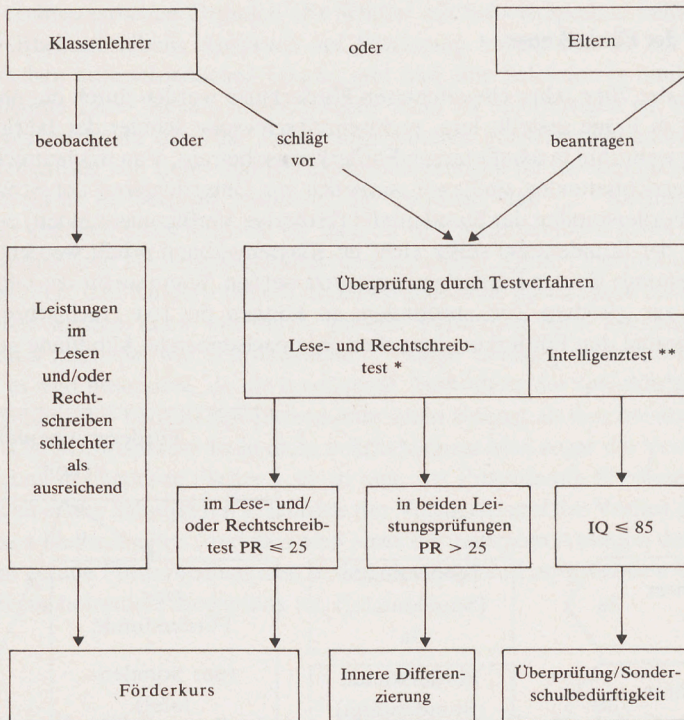 Klassenlehrer
oder
Eltern
beobachtet
oder
schlägt
vor
beantragen
Leistungen
im
Lesen
und/oder
Recht-
schreiben
schlechter
als
ausreichend
Überprüfung durch Testverfahren
Lese- und Rechtschreib-
test *
Intelligenztest **
im Lese- und/
oder Rechtschreib-
test PR ≤ 25
in beiden Lei-
stungsprüfungen
PR > 25
IQ ≤ 85
Förderkurs
Innere Differen-
zierung
Überprüfung/Sonder-
schulbedürftigkeit